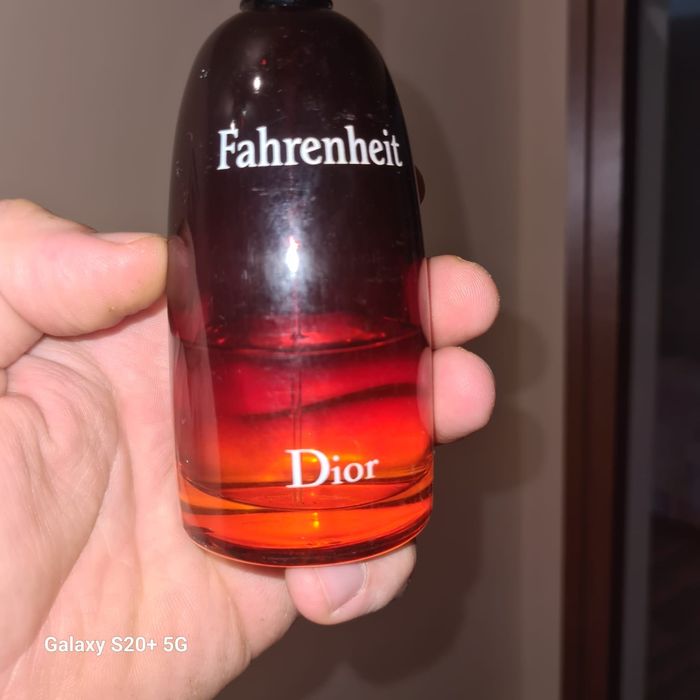 Fahrenheit
Dior
Galaxy S20+ 5G